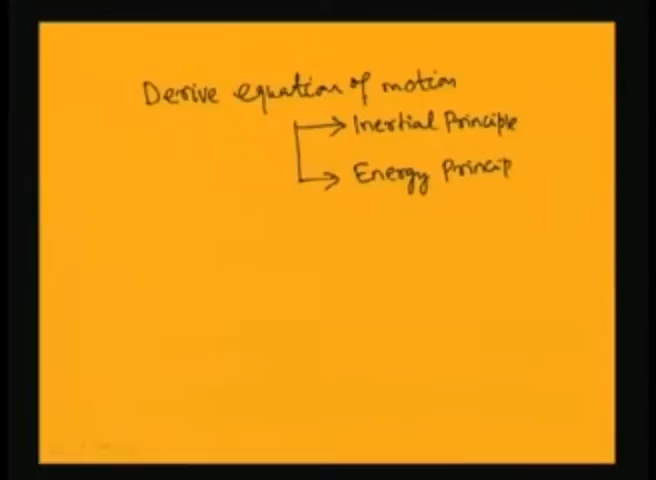 Derive equation of motion
Inertial Principle
Energy Princip